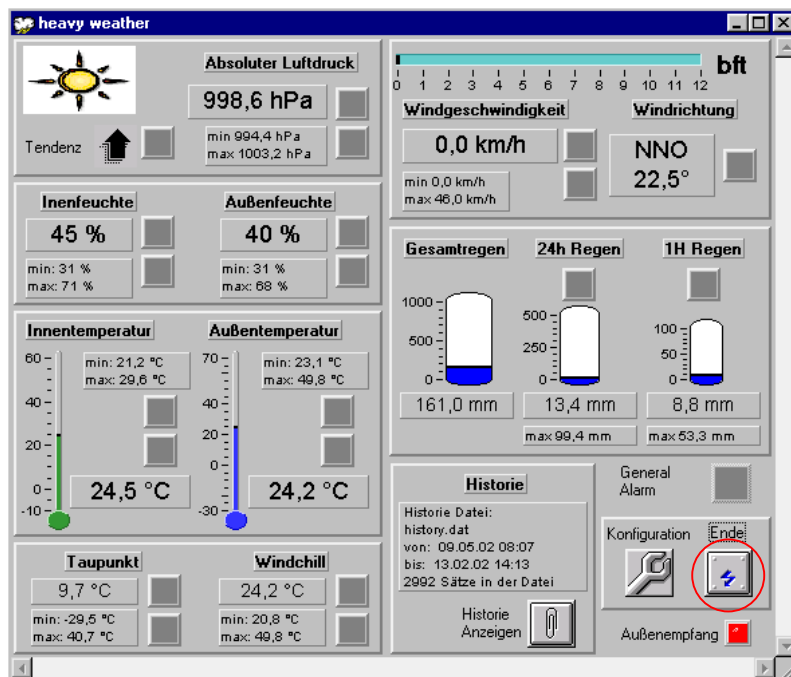 heavy weather
Absoluter Luftdruck
998,6 hPa
Tendenz
min 994,4 hPa
max 1003,2 hPa
0 1 2 3 4 5 6 7 8 9 10 11 12
bft
Windgeschwindigkeit
Windrichtung
0,0 km/h
NNO
22,5°
min 0,0 km/h
max 46,0 km/h
Inenfeuchte
Außenfeuchte
45 %
40 %
min: 31 %
max: 71 %
min: 31 %
max: 68 %
Gesamtregen
24h Regen
1H Regen
1000
500
0
500
250
0
100
50
0
161,0 mm
13,4 mm
8,8 mm
max 99,4 mm
max 53,3 mm
Innentemperatur
Außentemperatur
60
40
20
0
-10
min: 21,2 °C
max: 29,6 °C
24,5 °C
70
40
20
0
-30
min: 23,1 °C
max: 49,8 °C
24,2 °C
Historie
Historie Datei:
history.dat
von: 09.05.02 08:07
bis: 13.02.02 14:13
2992 Sätze in der Datei
Historie
Anzeigen
General
Alarm
Konfiguration
Ende
Außenempfang
Taupunkt
Windchill
9,7 °C
24,2 °C
min: -29,5 °C
max: 40,7 °C
min: 20,8 °C
max: 49,8 °C